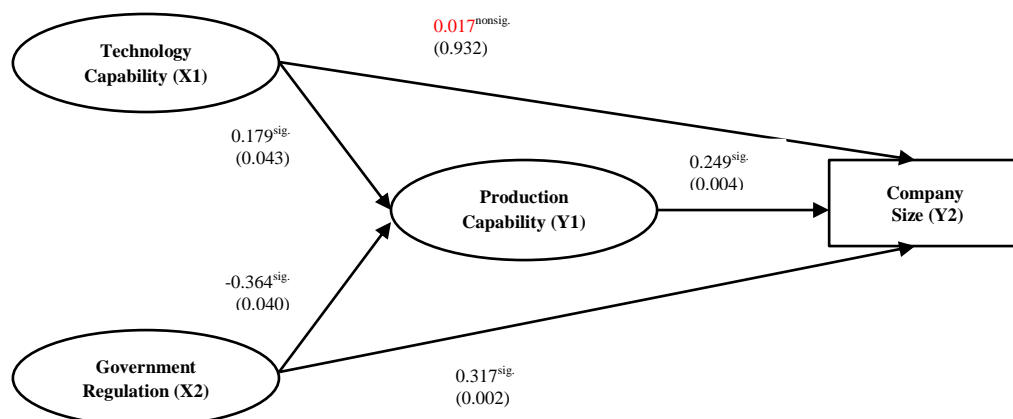 0.017nonsig.
(0.932)
Technology
Capability (X1)
0.179sig.
(0.043)
0.249sig.
(0.004)
Production
Capability (Y1)
Company
Size (Y2)
-0.364sig.
(0.040)
Government
Regulation (X2)
0.317sig.
(0.002)